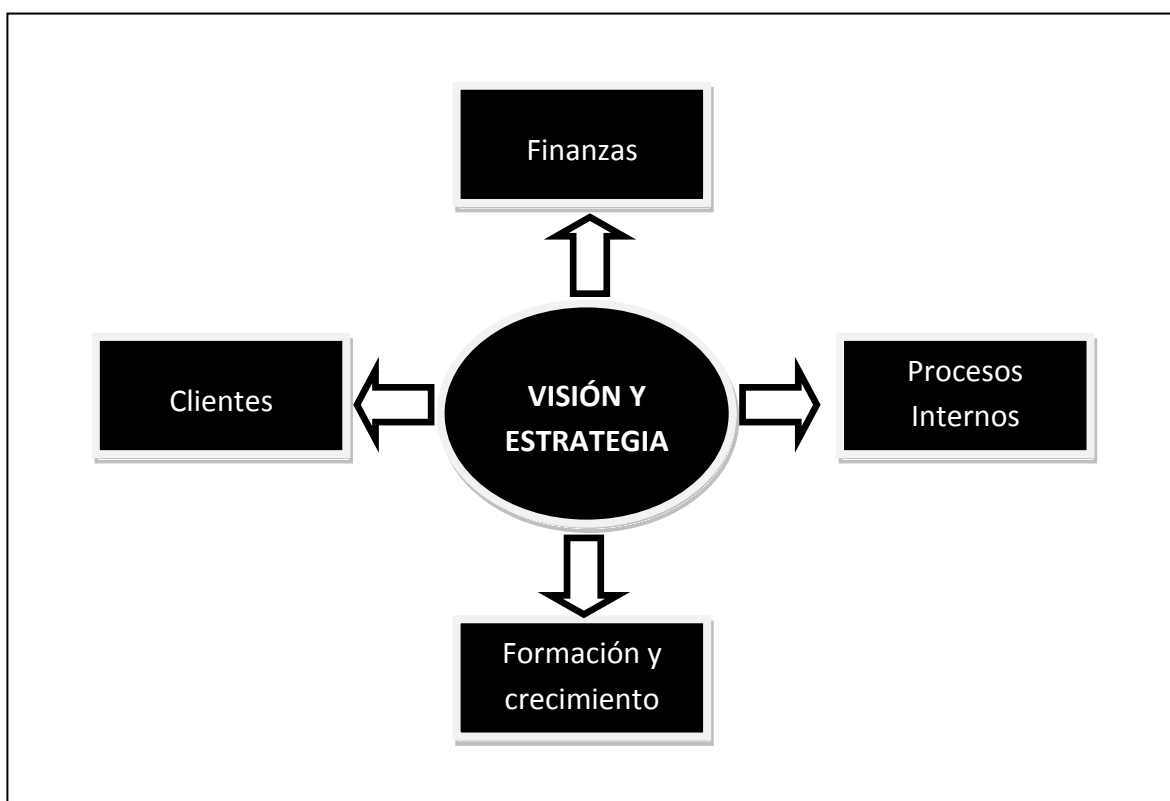 Finanzas
Clientes
VISIÓN Y
ESTRATEGIA
Procesos
Internos
Formación y
crecimiento